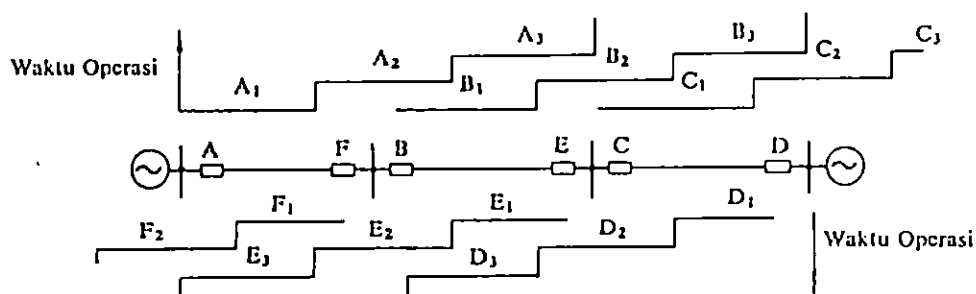 C₃
A₃ B₃
Waktu Operasi A₂ B₂ C₂
A₁ B₁ C₁
A F B E C D
F₁ E₁ D₁
F₂ E₂ D₂ Waktu Operasi
E₃ D₃